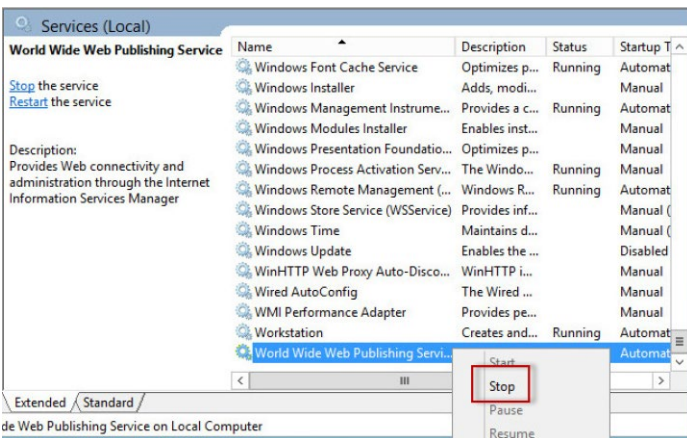 Services (Local)
World Wide Web Publishing Service
Stop the service
Restart the service
Description:
Provides Web connectivity and
administration through the Internet
Information Services Manager
Name Description Status Startup T
Windows Font Cache Service Optimizes p... Running Automat
Windows Installer Adds, modi... Manual
Windows Management Instrume... Provides a c... Running Automat
Windows Modules Installer Enables inst... Manual
Windows Presentation Foundatio... Optimizes p... Manual
Windows Process Activation Serv... The Windo... Running Manual
Windows Remote Management (... Windows R... Running Automat
Windows Store Service (WSService) Provides inf... Manual (
Windows Time Maintains d... Manual (
Windows Update Enables the ... Disabled
WinHTTP Web Proxy Auto-Disco... WinHTTP i... Manual
Wired AutoConfig The Wired ... Manual
WMI Performance Adapter Provides pe... Manual
Workstation Creates and... Running Automat
World Wide Web Publishing Servi... Automat
Start
Stop
Pause
Resume
Extended Standard
de Web Publishing Service on Local Computer